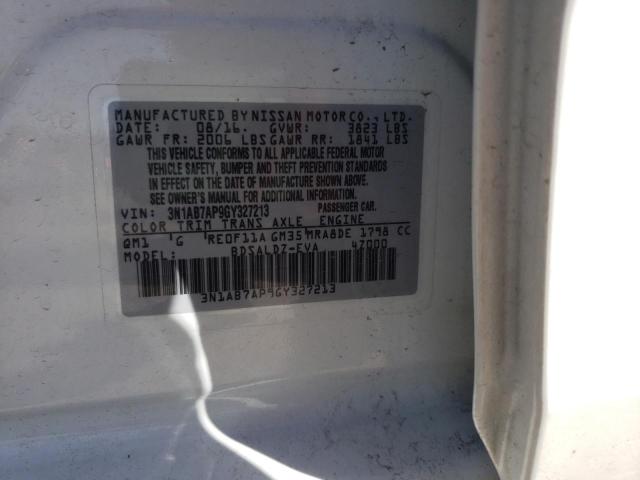 MANUFACTURED BY NISSAN MOTOR CO., LTD.
DATE: 08/16. GVWR: 3823 LBS
GAWR FR: 2006 LBS GAWR RR: 1841 LBS
THIS VEHICLE CONFORMS TO ALL APPLICABLE FEDERAL MOTOR
VEHICLE SAFETY, BUMPER AND THEFT PREVENTION STANDARDS
IN EFFECT ON THE DATE OF MANUFACTURE SHOWN ABOVE.
SEE OWNER'S MANUAL FOR ADDITIONAL INFORMATION
VIN: 3N1AB7AP9GY327213 PASSENGER CAR.
COLOR TRIM TRANS AXLE ENGINE
QM1 G RE0F11A GM35 MRA8DE 1798 CC
MODEL: BDSALDZ-EVA 47000
3N1AB7AP9GY327213